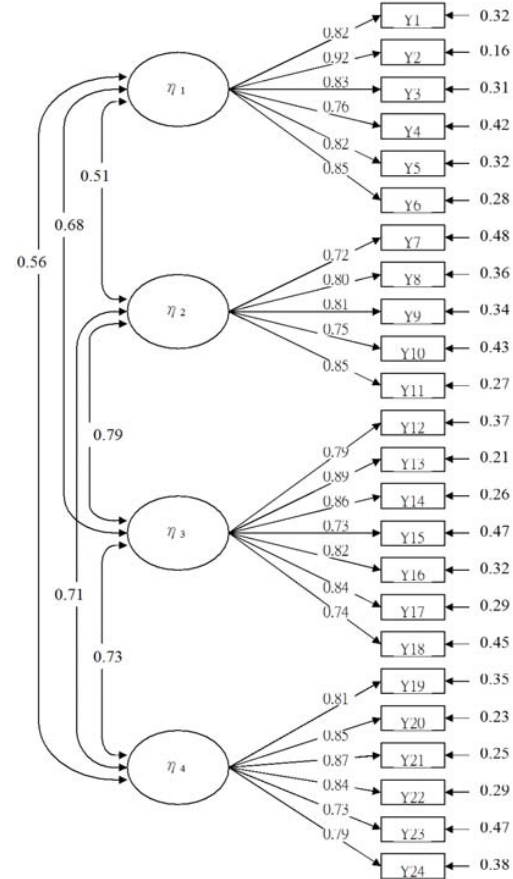 0.82 Y1 0.32
0.92 Y2 0.16
η 1 0.83 Y3 0.31
0.76 Y4 0.42
0.82 Y5 0.32
0.51
0.85 Y6 0.28
0.68
0.72 Y7 0.48
0.56
0.80 Y8 0.36
η 2 0.81 Y9 0.34
0.75 Y10 0.43
0.85 Y11 0.27
0.79
0.79 Y12 0.37
0.89 Y13 0.21
0.86 Y14 0.26
η 3 0.73 Y15 0.47
0.82 Y16 0.32
0.71
0.84 Y17 0.29
0.74 Y18 0.45
0.73
0.81 Y19 0.35
0.85 Y20 0.23
η 4 0.87 Y21 0.25
0.84 Y22 0.29
0.73 Y23 0.47
0.79 Y24 0.38